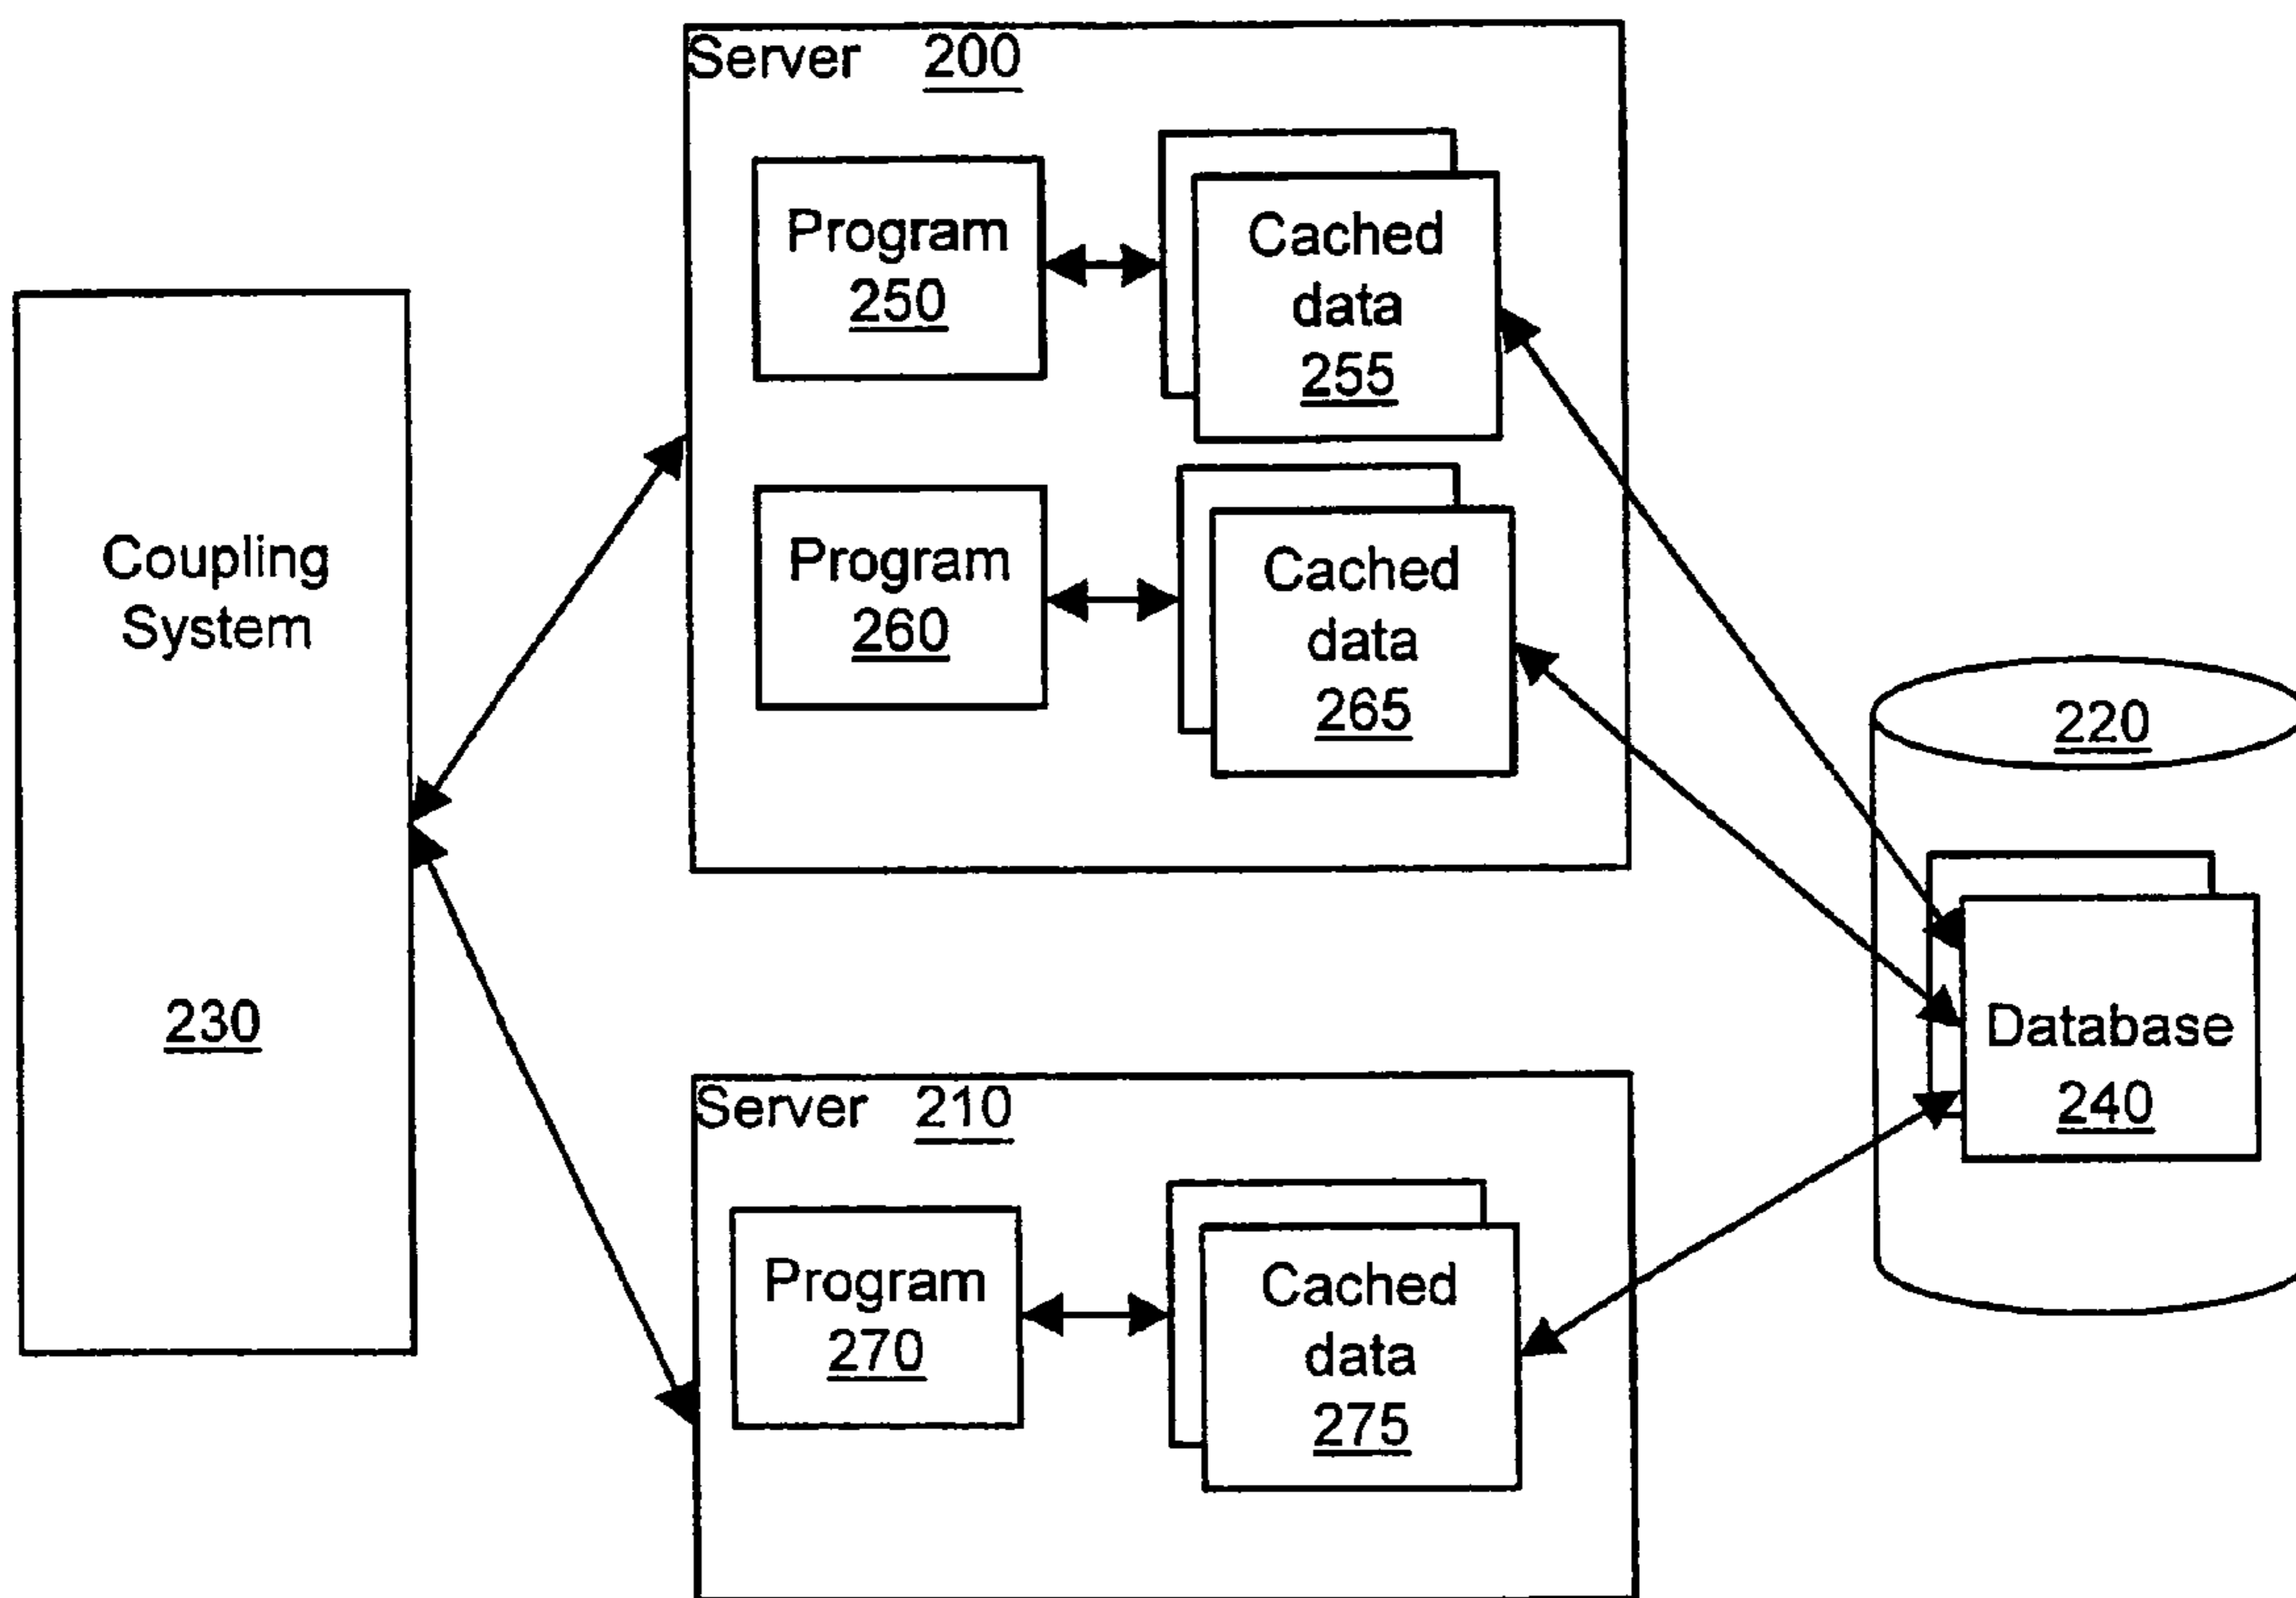 Server 200
Program
250
Cached
data
255
Program
260
Cached
data
265
Coupling
System
230
220
Database
240
Server 210
Program
270
Cached
data
275